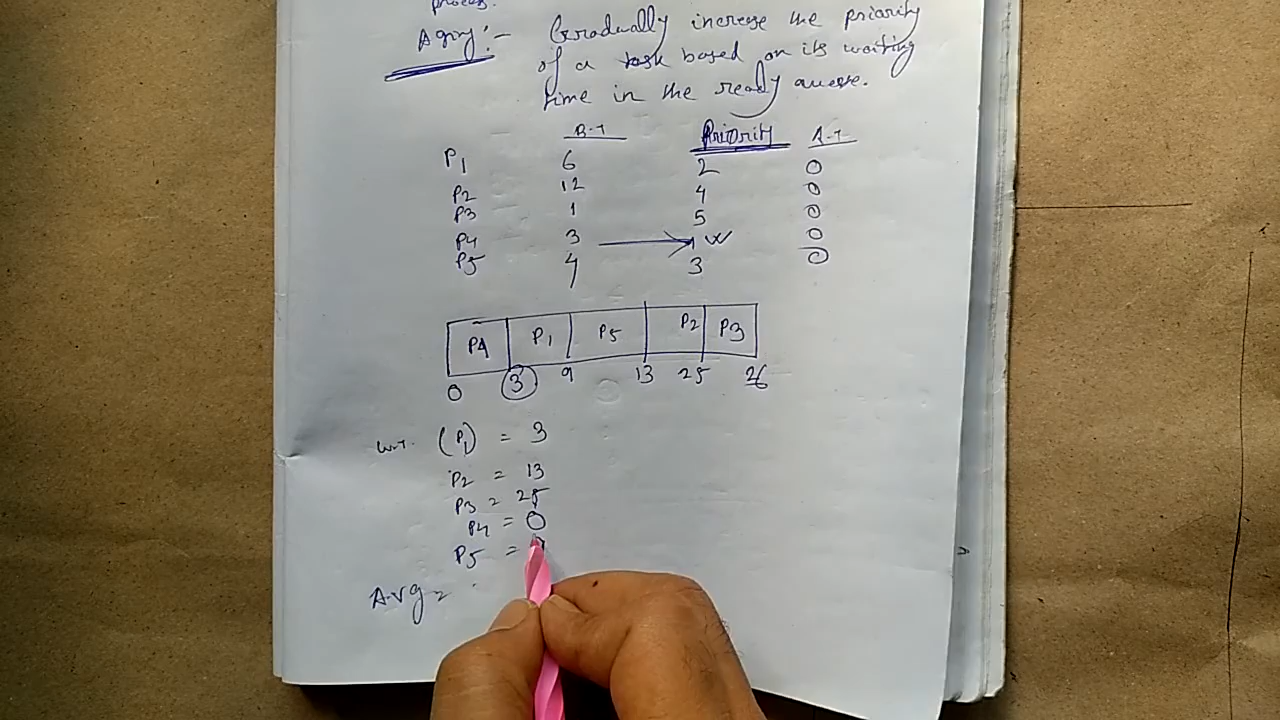 process.
Aging:- Gradually increase the priority
of a task based on its waiting
time in the ready queue.
B.T Priority A.T
P1 6 2 0
P2 12 4 0
P3 1 5 0
P4 3 1 0
P5 4 3 0
P4 P1 P5 P2 P3
0 3 9 13 25 26
W.T. (P1) = 3
P2 = 13
P3 = 25
P4 = 0
P5 =
Avg =